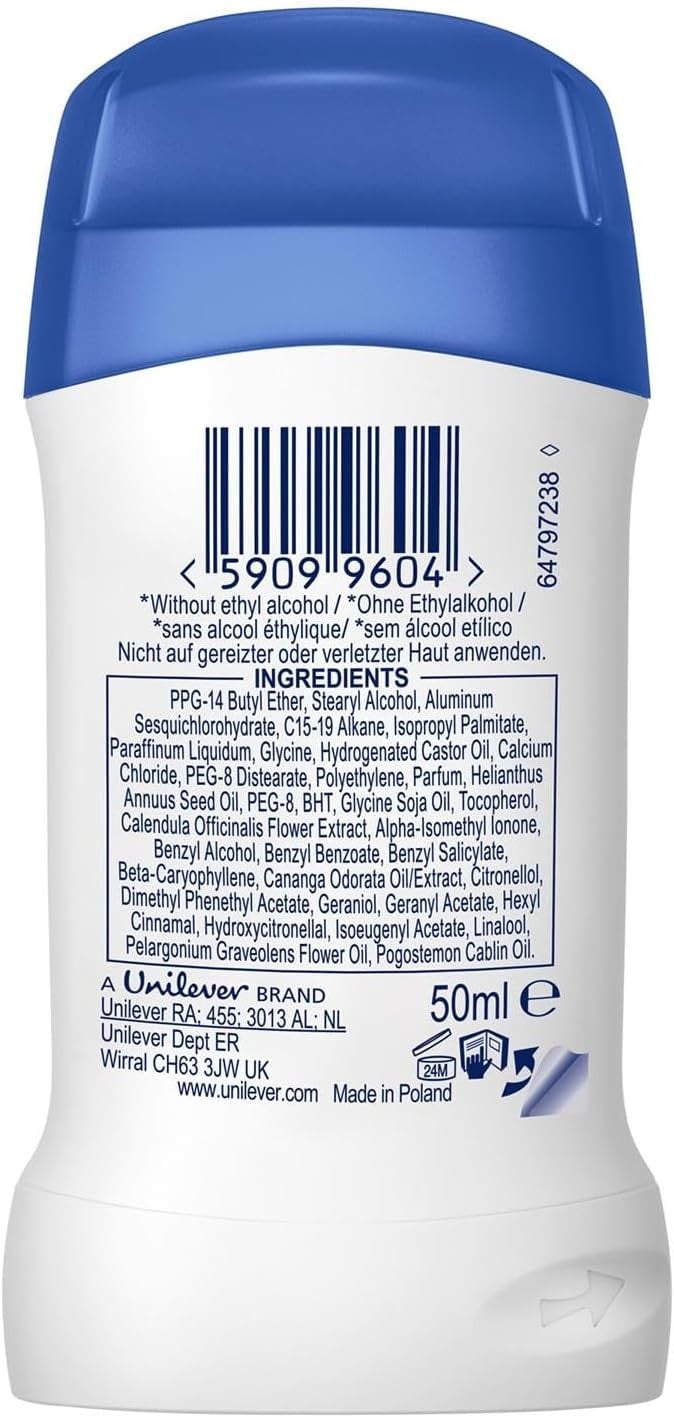 64797238
< 5909 9604 >
*Without ethyl alcohol / *Ohne Ethylalkohol /
*sans alcool éthylique/ *sem álcool etílico
Nicht auf gereizter oder verletzter Haut anwenden.
INGREDIENTS
PPG-14 Butyl Ether, Stearyl Alcohol, Aluminum
Sesquichlorohydrate, C15-19 Alkane, Isopropyl Palmitate,
Paraffinum Liquidum, Glycine, Hydrogenated Castor Oil, Calcium
Chloride, PEG-8 Distearate, Polyethylene, Parfum, Helianthus
Annuus Seed Oil, PEG-8, BHT, Glycine Soja Oil, Tocopherol,
Calendula Officinalis Flower Extract, Alpha-Isomethyl Ionone,
Benzyl Alcohol, Benzyl Benzoate, Benzyl Salicylate,
Beta-Caryophyllene, Cananga Odorata Oil/Extract, Citronellol,
Dimethyl Phenethyl Acetate, Geraniol, Geranyl Acetate, Hexyl
Cinnamal, Hydroxycitronellal, Isoeugenyl Acetate, Linalool,
Pelargonium Graveolens Flower Oil, Pogostemon Cablin Oil.
A Unilever BRAND
Unilever RA; 455; 3013 AL; NL
Unilever Dept ER
Wirral CH63 3JW UK
www.unilever.com Made in Poland
50ml e
24M